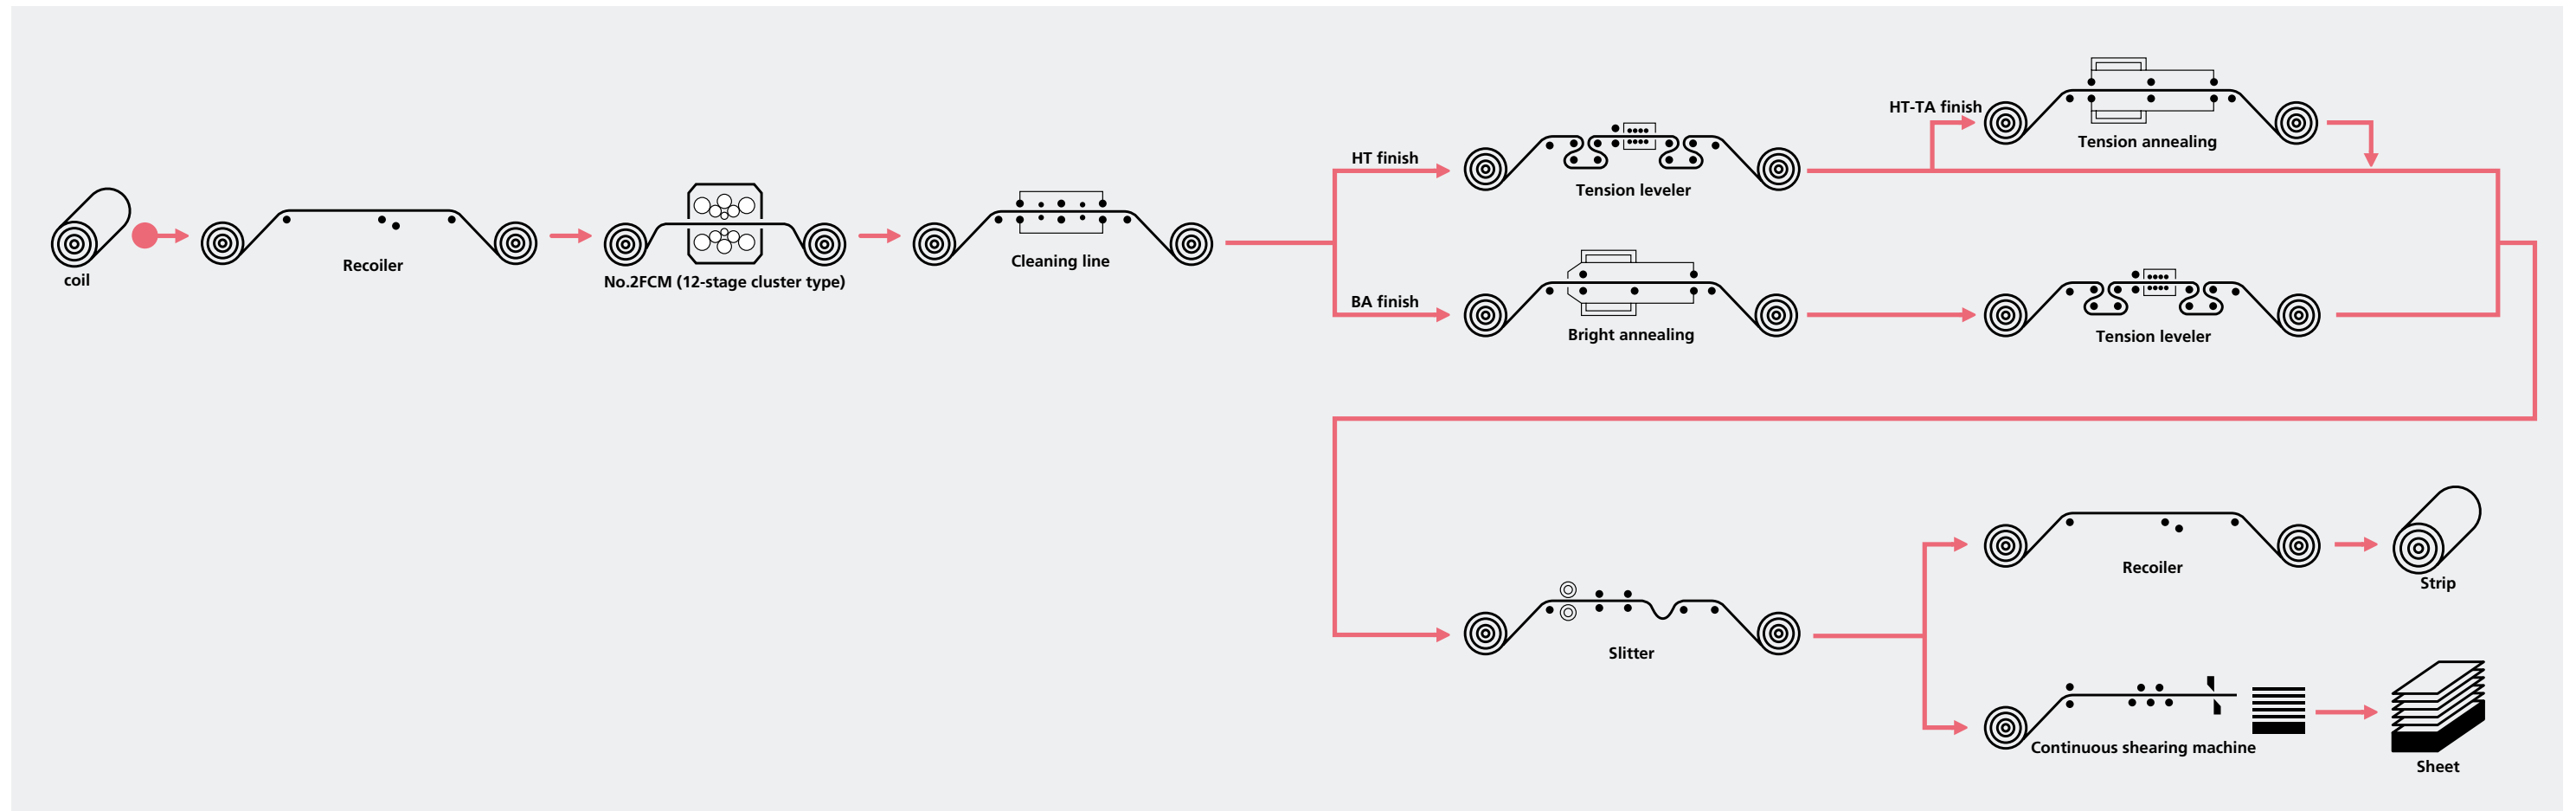 coil
Recoiler
No.2FCM (12-stage cluster type)
Cleaning line
HT finish
Tension leveler
HT-TA finish
Tension annealing
BA finish
Bright annealing
Tension leveler
Slitter
Recoiler
Strip
Continuous shearing machine
Sheet